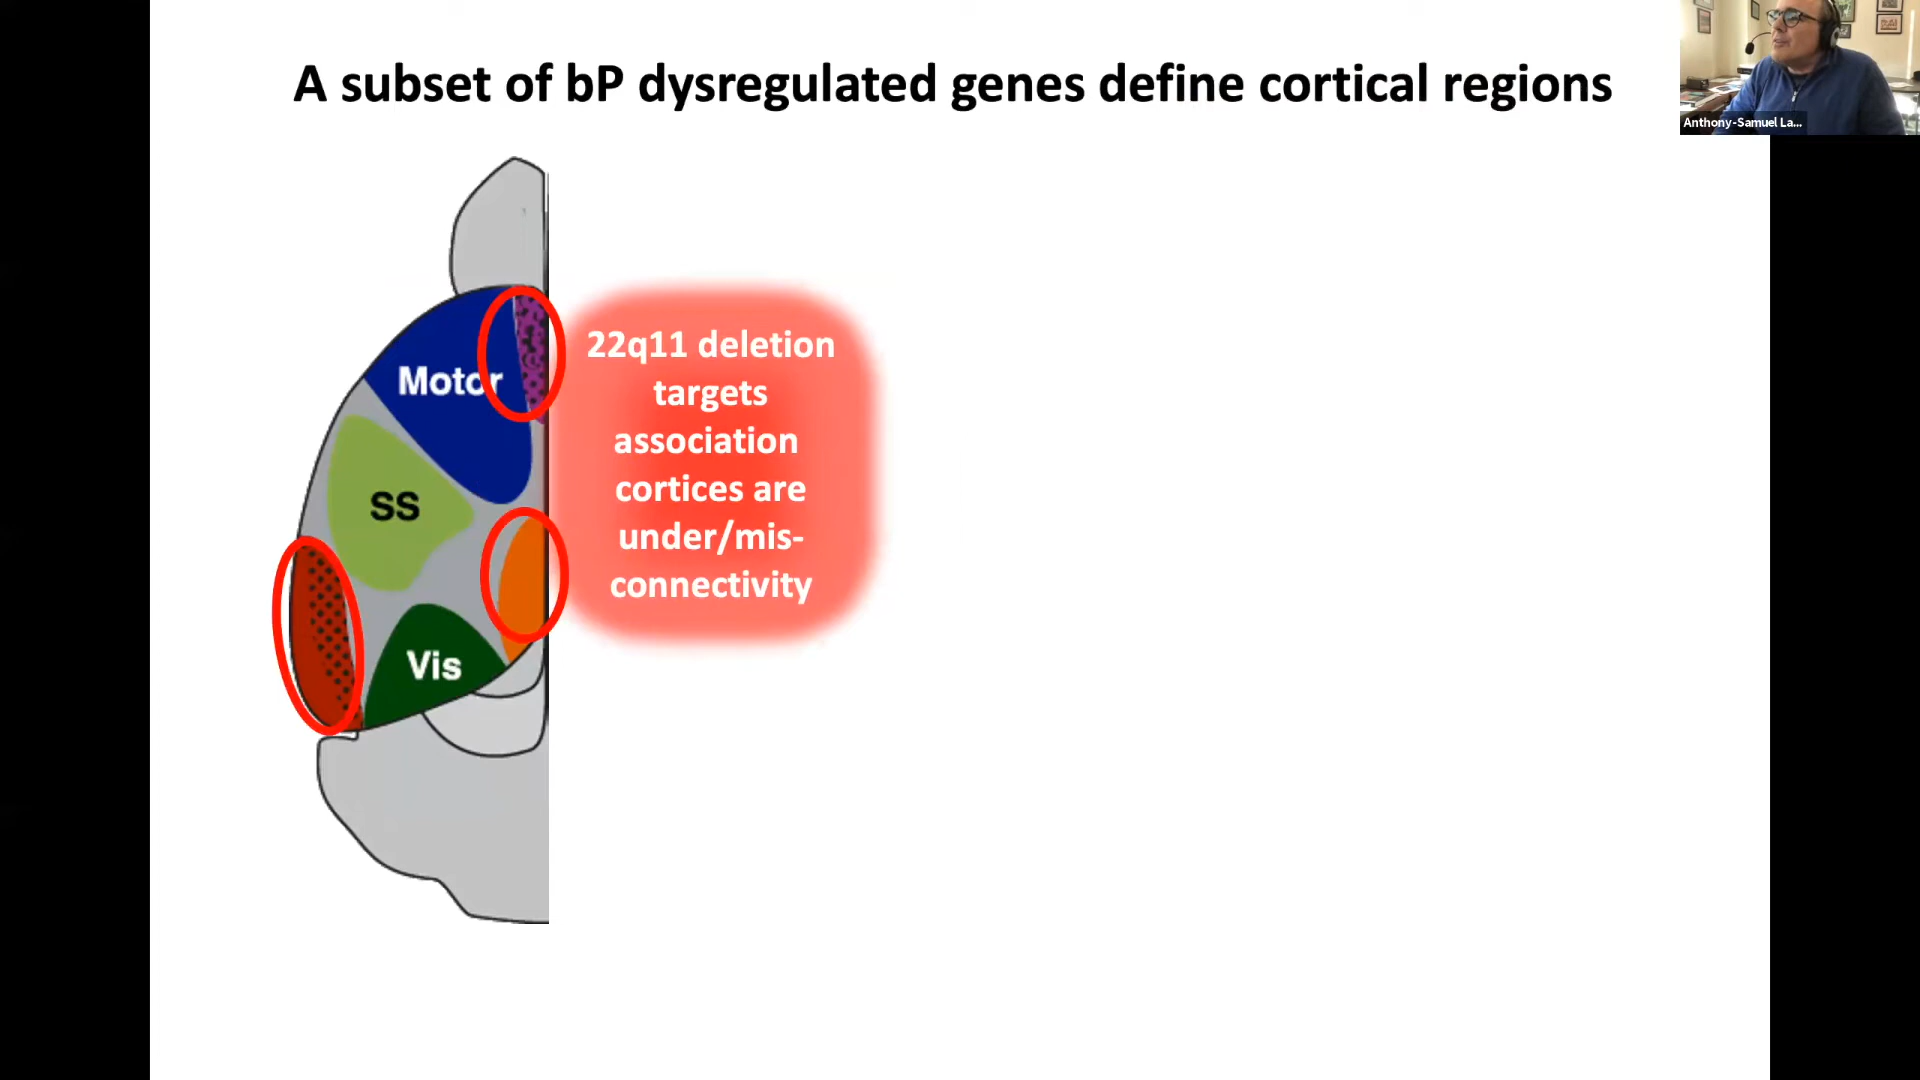 A subset of bP dysregulated genes define cortical regions
Anthony-Samuel La...
22q11 deletion
targets
association
cortices are
under/mis-
connectivity
Motor
SS
Vis